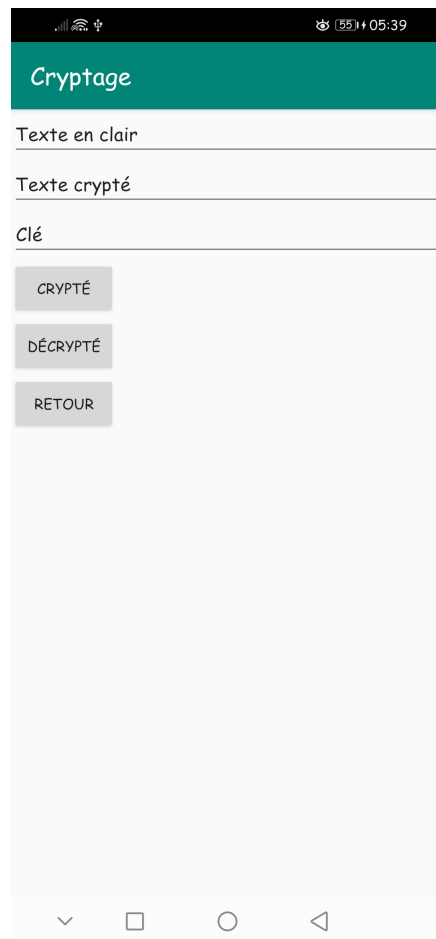 55 05:39
Cryptage
Texte en clair
Texte crypté
Clé
CRYPTÉ
DÉCRYPTÉ
RETOUR